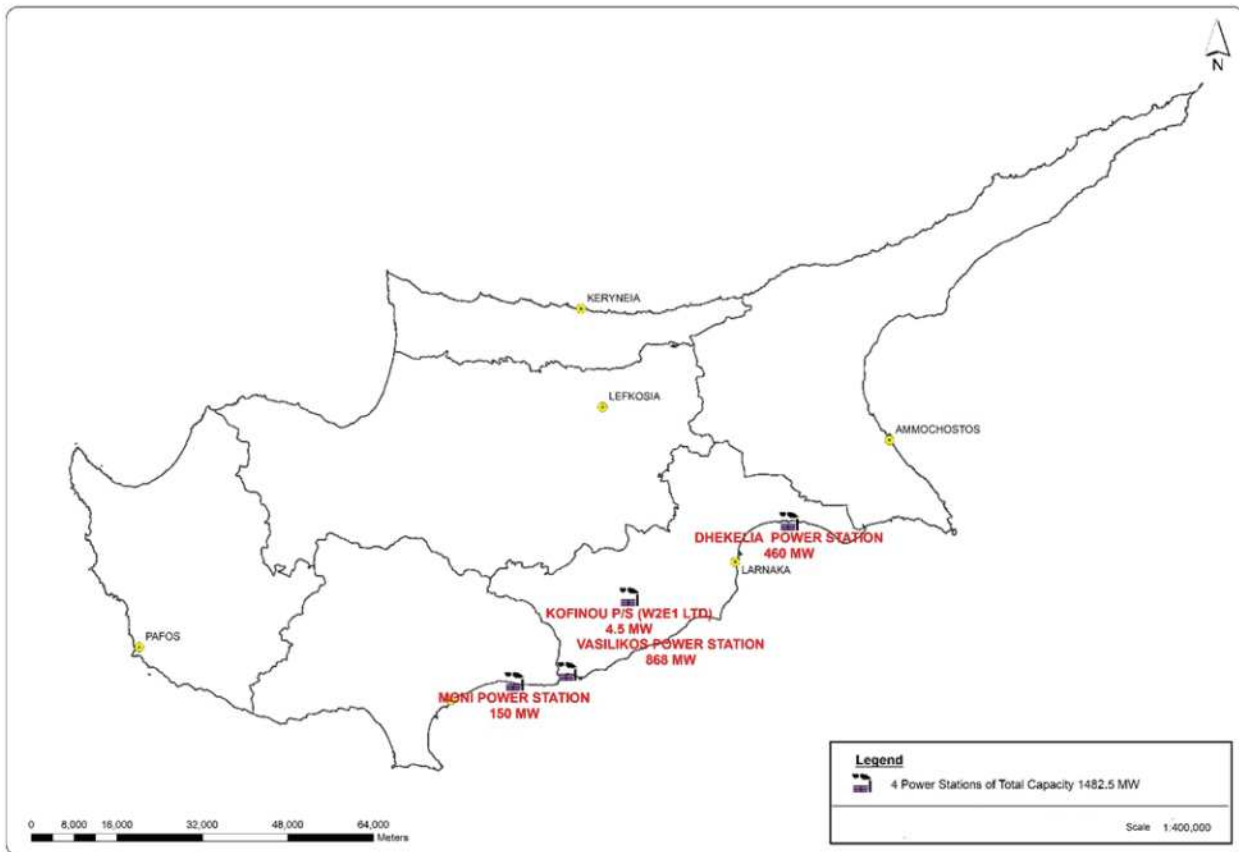 N
KERYNEIA
LEFKOSIA
AMMOCHOSTOS
DHEKELIA POWER STATION
460 MW
LARNAKA
KOFINOU P/S (W2E1 LTD)
4.5 MW
VASILIKOS POWER STATION
868 MW
PAFOS
MONI POWER STATION
150 MW
Legend
4 Power Stations of Total Capacity 1482.5 MW
Scale 1:400,000
0 8,000 16,000 32,000 48,000 64,000
Meters